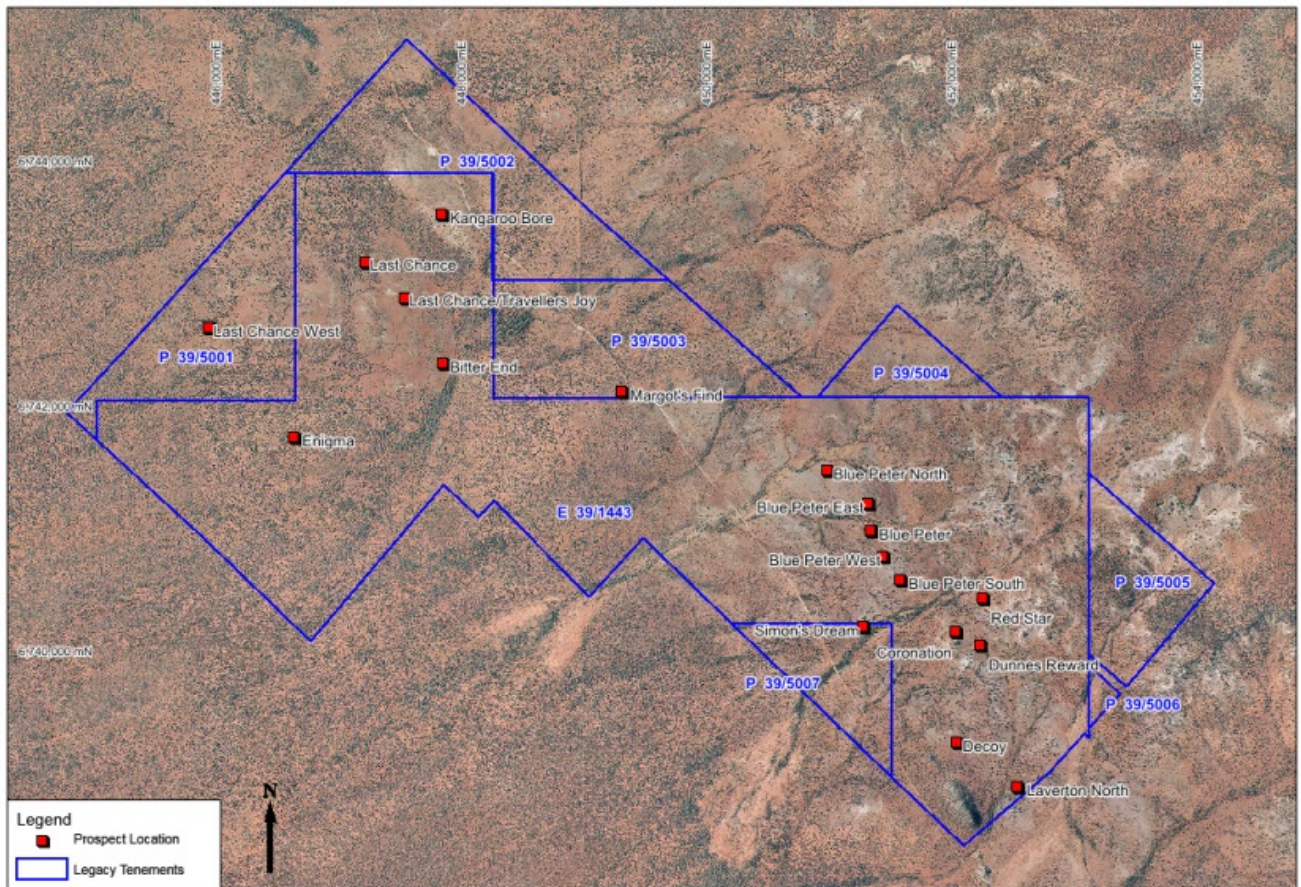 446,000 mE
448,000 mE
450,000 mE
452,000 mE
454,000 mE
6,744,000 mN
P 39/5002
Kangaroo Bore
Last Chance
Last Chance/Travellers Joy
Last Chance West
P 39/5001
P 39/5003
Bitter End
P 39/5004
Margot's Find
6,742,000 mN
Enigma
Blue Peter North
Blue Peter East
E 39/1443
Blue Peter
Blue Peter West
Blue Peter South
P 39/5005
Red Star
Simon's Dream
Coronation
6,740,000 mN
Dunnes Reward
P 39/5007
P 39/5006
Decoy
Laverton North
N
Legend
Prospect Location
Legacy Tenements